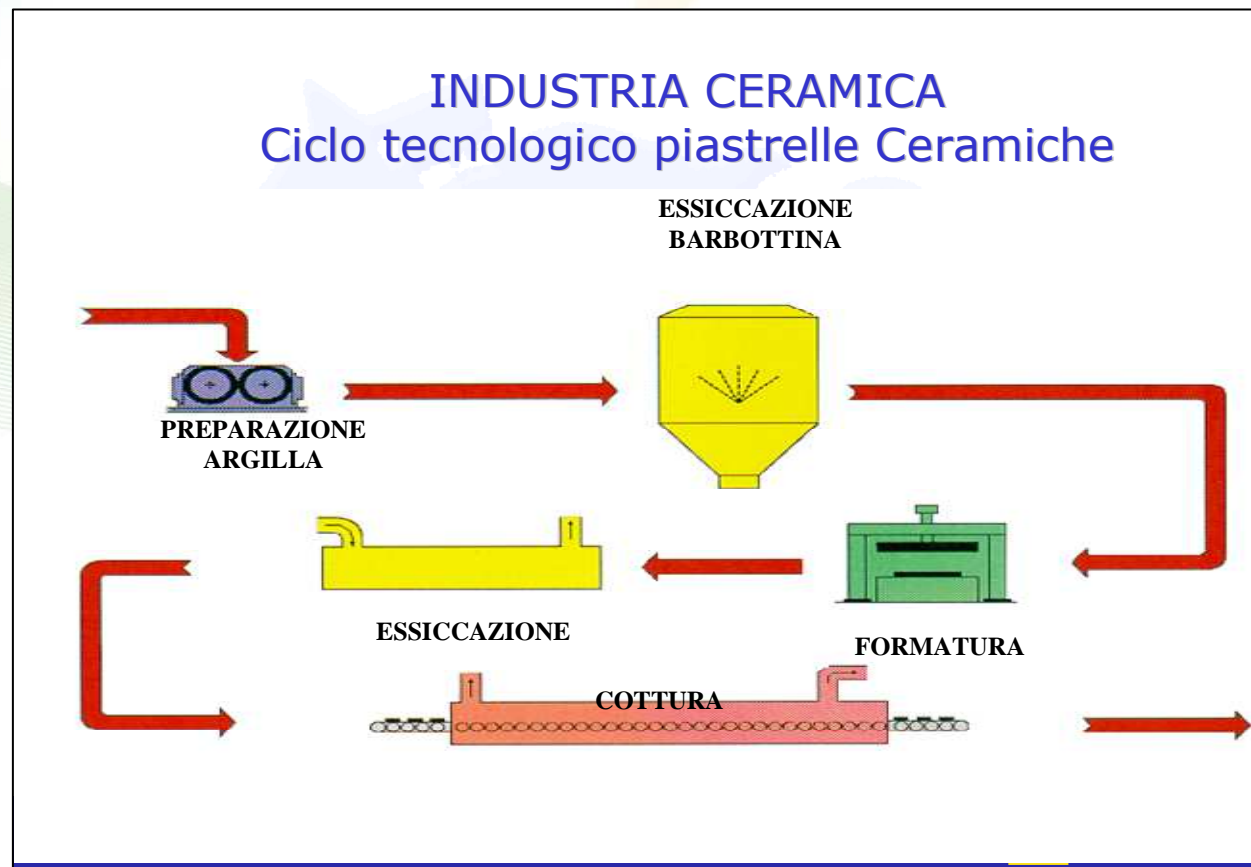 INDUSTRIA CERAMICA
Ciclo tecnologico piastrelle Ceramiche
ESSICCAZIONE
BARBOTTINA
PREPARAZIONE
ARGILLA
ESSICCAZIONE
FORMATURA
COTTURA